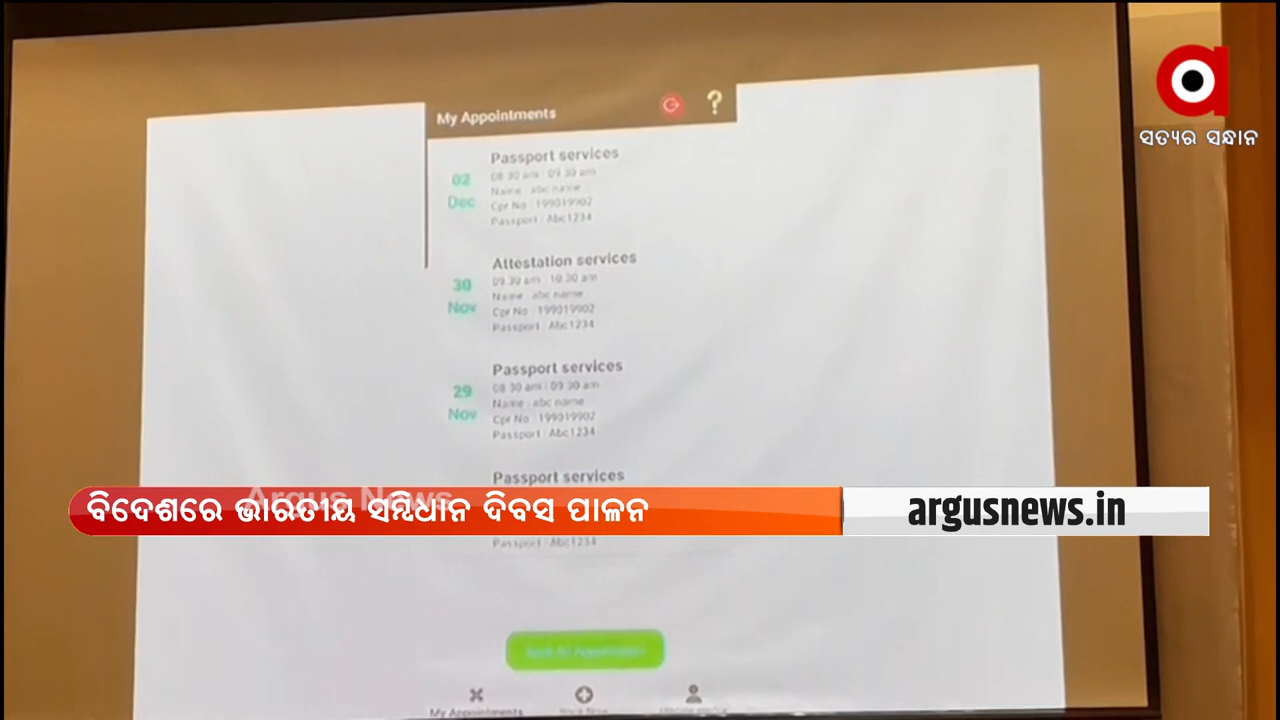 My Appointments
?
ସତ୍ୟର ସନ୍ଧାନ
02
Dec
Passport services
08 30 am : 09 30 am
Name : abc name
Cpr No : 199019902
Passport : Abc1234
30
Nov
Attestation services
09 30 am : 10 30 am
Name : abc name
Cpr No : 199019902
Passport : Abc1234
29
Nov
Passport services
08 30 am : 09 30 am
Name : abc name
Cpr No : 199019902
Passport : Abc1234
Passport services
Argus News
ବିଦେଶରେ ଭାରତୀୟ ସମ୍ବିଧାନ ଦିବସ ପାଳନ
argusnews.in
Passport : Abc1234
My Appointments